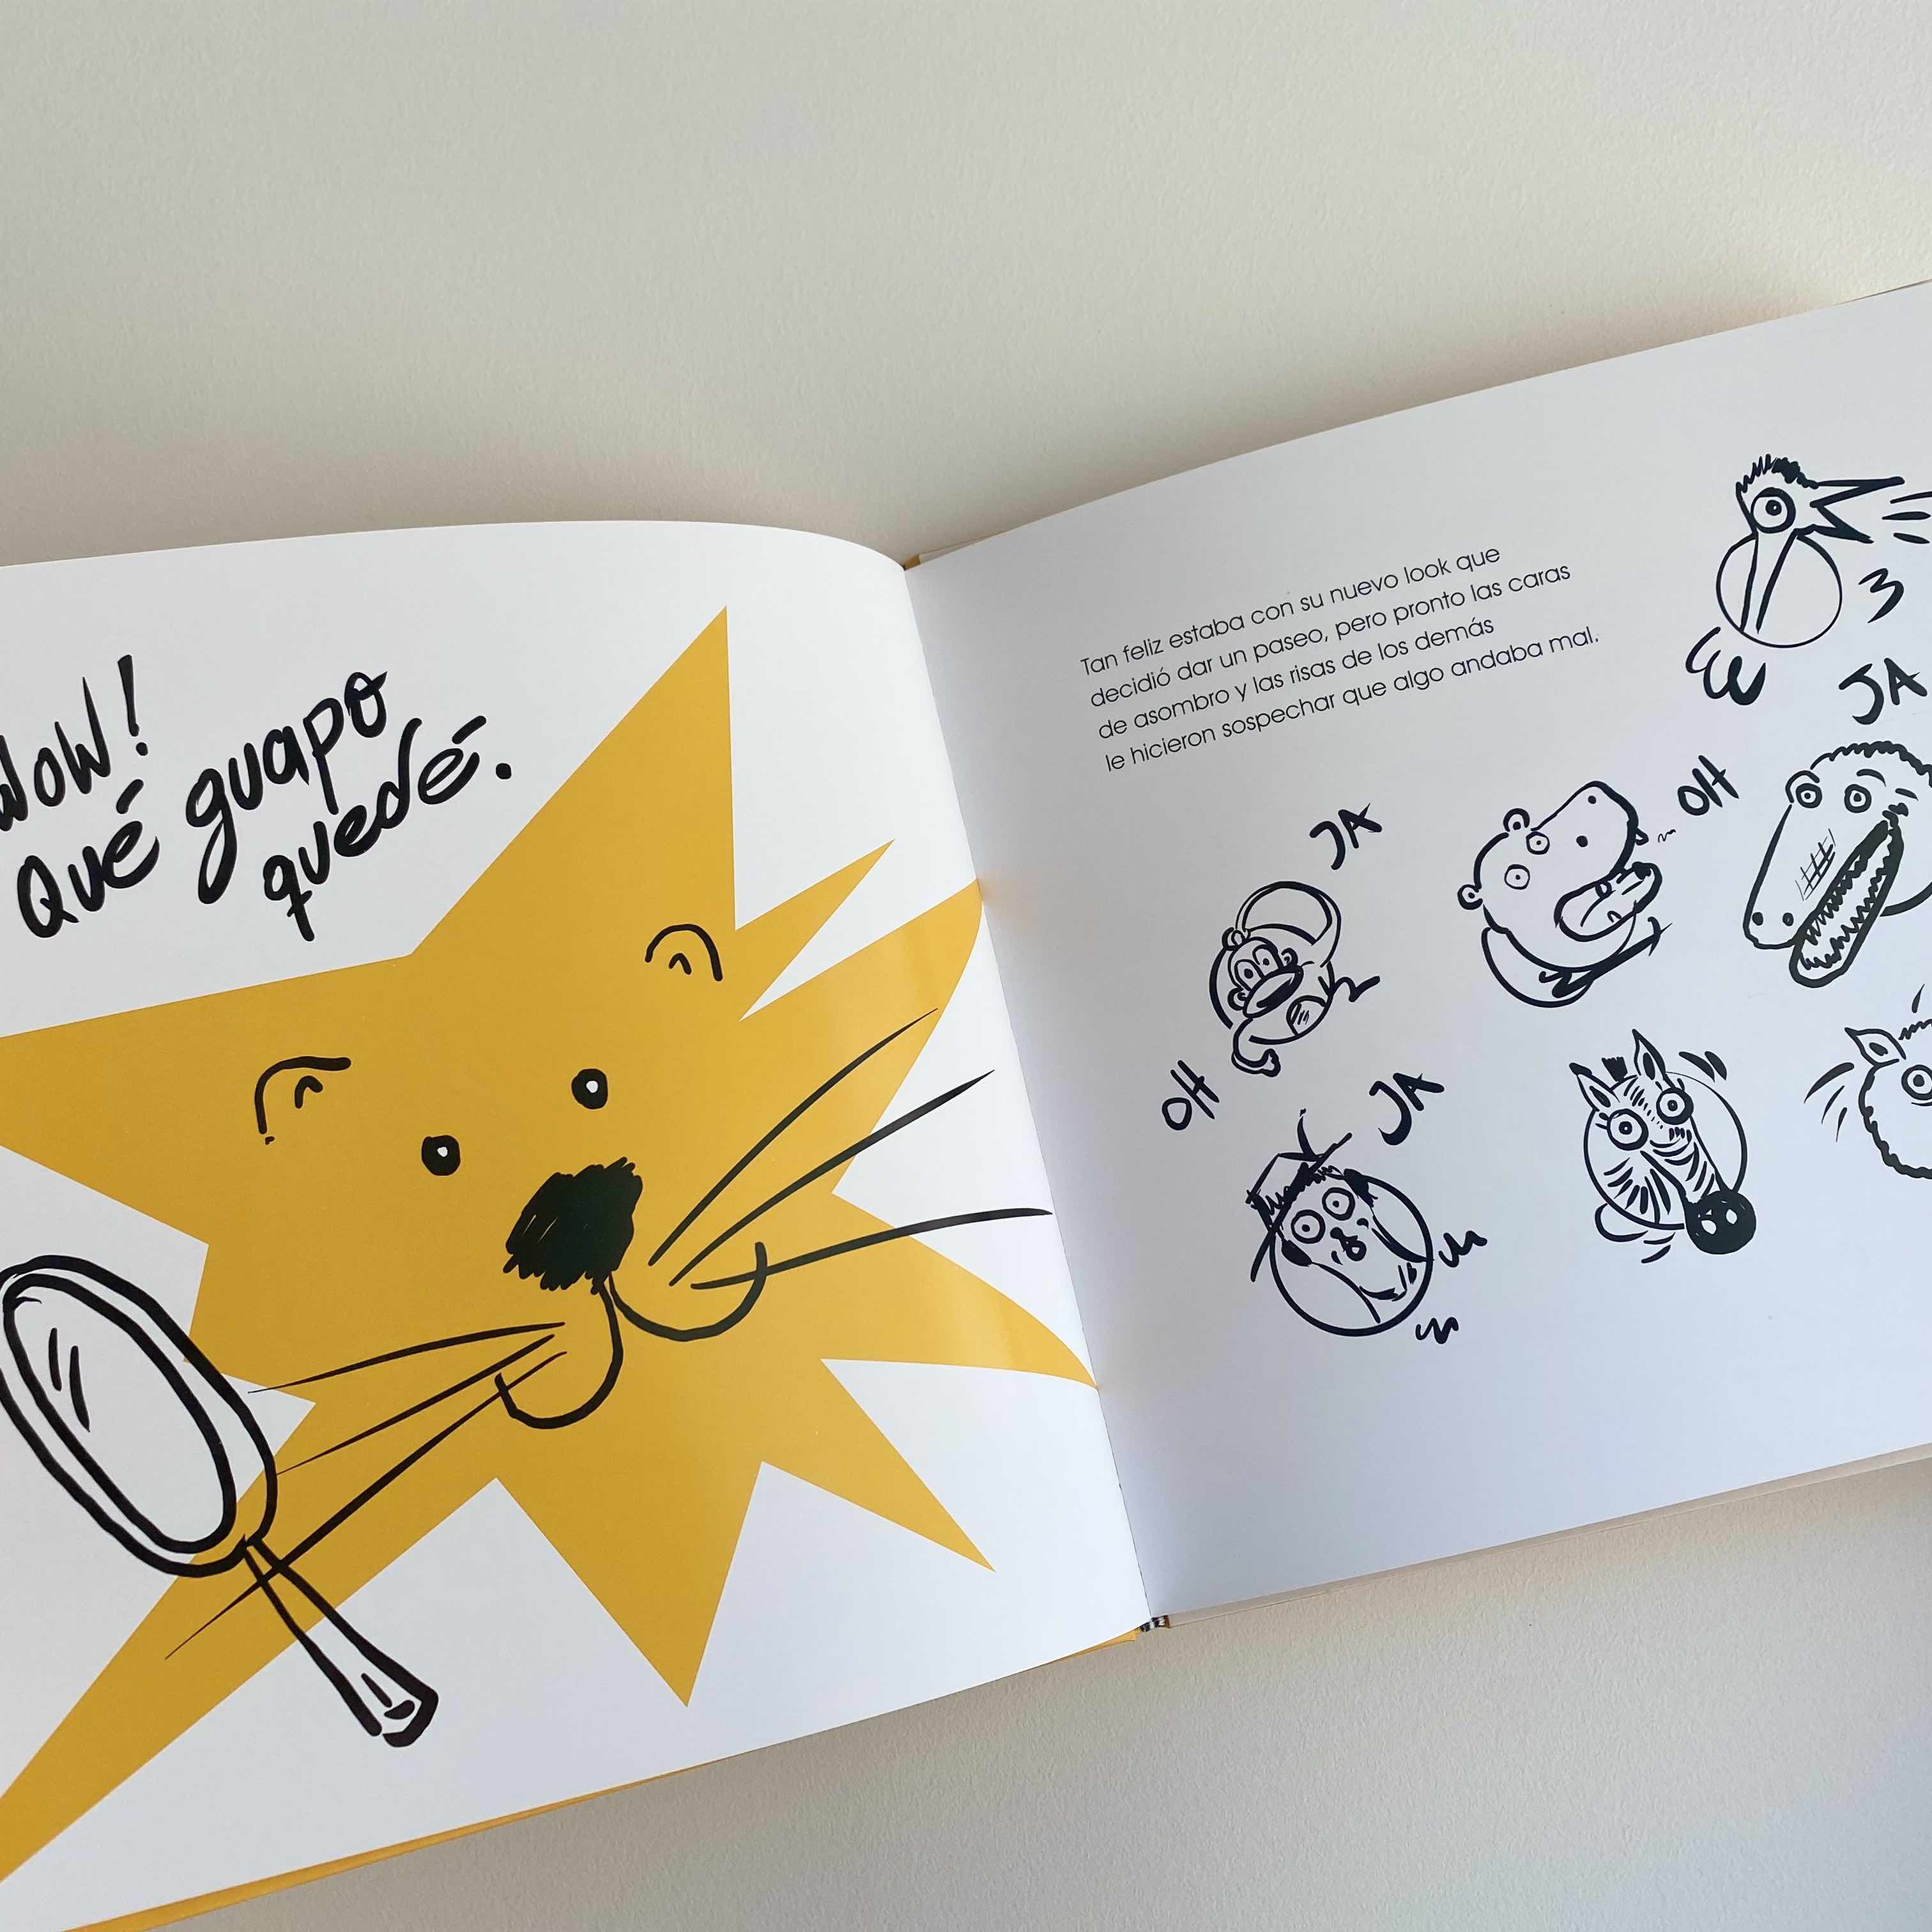 Wow!
Qué guapo
quedé.
Tan feliz estaba con su nuevo look que
decidió dar un paseo, pero pronto las caras
de asombro y las risas de los demás
le hicieron sospechar que algo andaba mal.
JA
OH
JA
OH
JA